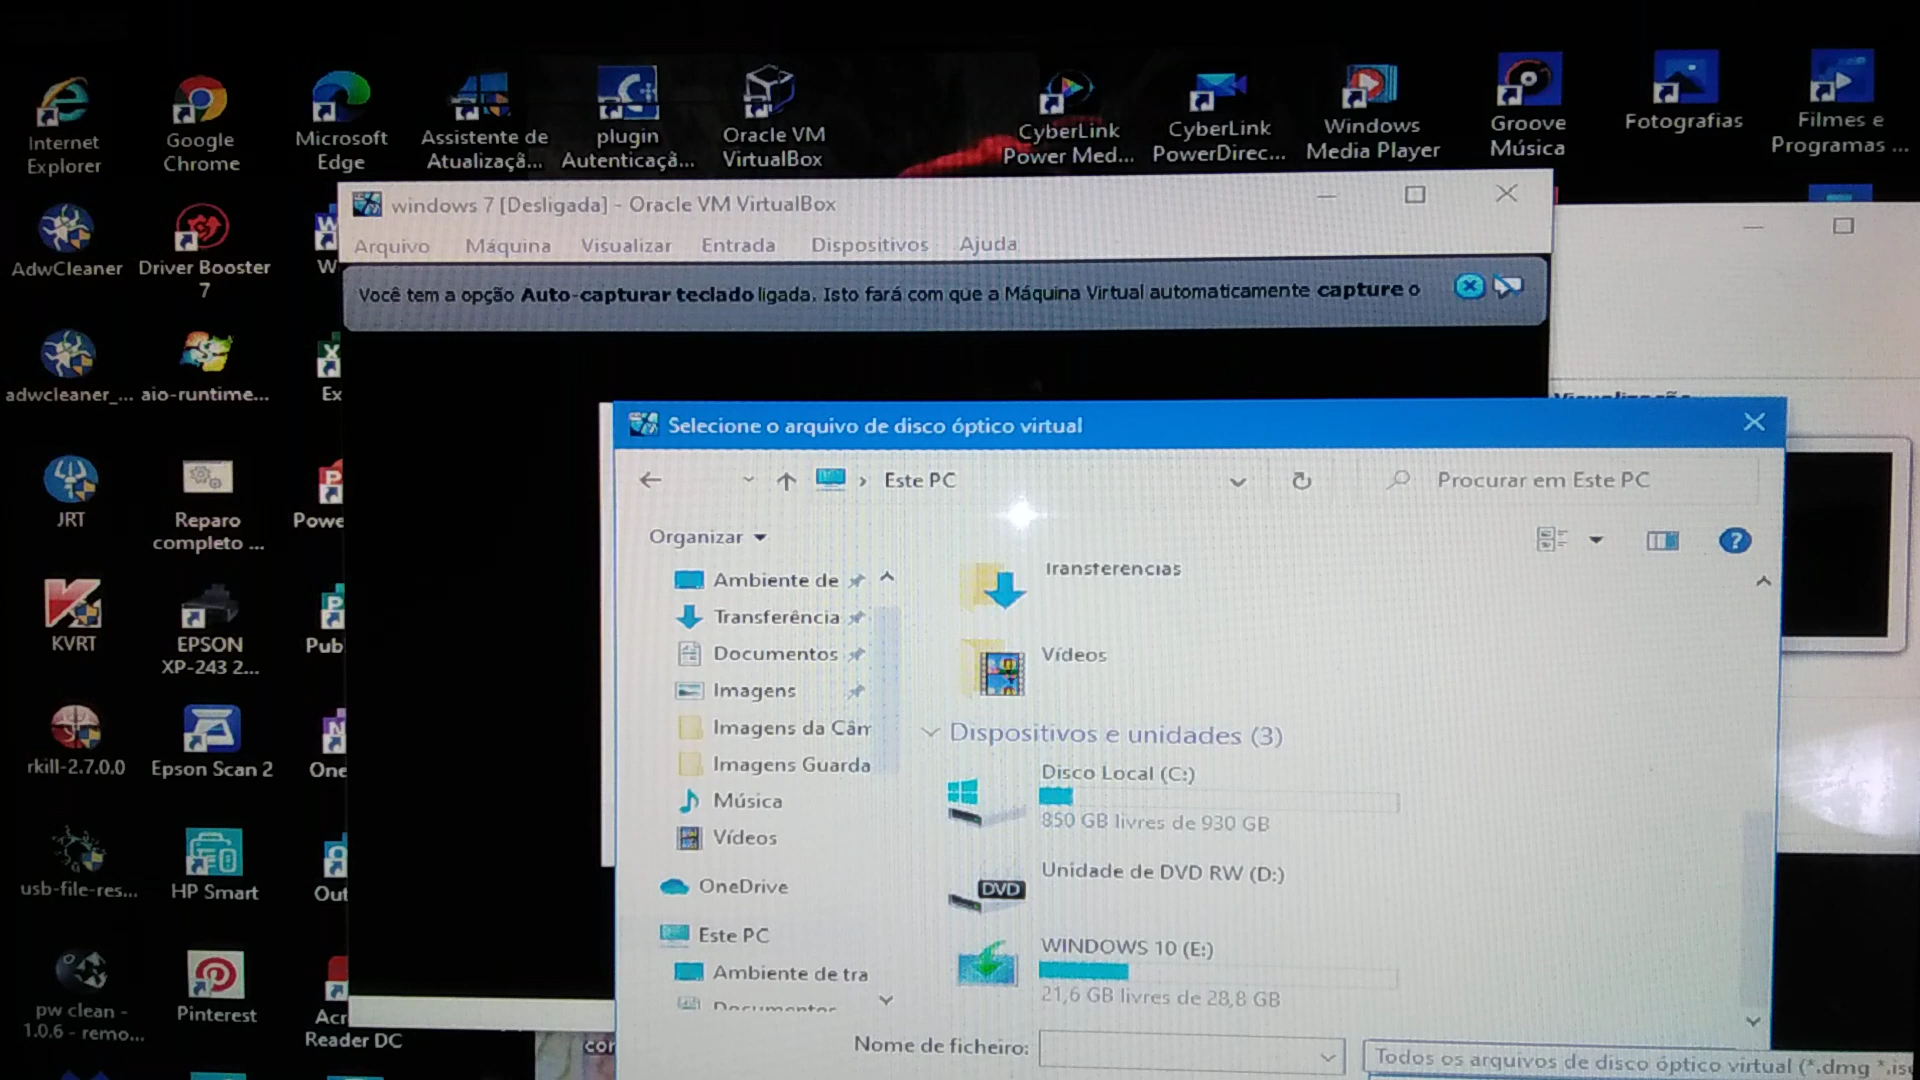 Internet
Explorer
Google
Chrome
Microsoft
Edge
Assistente de
Atualizaçã...
plugin
Autenticaçã...
Oracle VM
VirtualBox
CyberLink
Power Med...
CyberLink
PowerDirec...
Windows
Media Player
Groove
Música
Fotografias
Filmes e
Programas ...
AdwCleaner
Driver Booster
7
W
adwcleaner_...
aio-runtime...
Ex
JRT
Reparo
completo ...
Powe
KVRT
EPSON
XP-243 2...
Pub
rkill-2.7.0.0
Epson Scan 2
One
usb-file-res...
HP Smart
Out
pw clean -
1.0.6 - remo...
Pinterest
Acr
Reader DC
windows 7 [Desligada] - Oracle VM VirtualBox
Arquivo Máquina Visualizar Entrada Dispositivos Ajuda
Você tem a opção Auto-capturar teclado ligada. Isto fará com que a Máquina Virtual automaticamente capture o
Visualização
Selecione o arquivo de disco óptico virtual
Este PC
Procurar em Este PC
Organizar
Ambiente de
Transferência
Documentos
Imagens
Imagens da Câm
Imagens Guarda
Música
Vídeos
OneDrive
Este PC
Ambiente de tra
Documentos
Transferências
Vídeos
Dispositivos e unidades (3)
Disco Local (C:)
850 GB livres de 930 GB
DVD
Unidade de DVD RW (D:)
WINDOWS 10 (E:)
21,6 GB livres de 28,8 GB
Nome de ficheiro:
Todos os arquivos de disco óptico virtual (*.dmg *.iso
cor